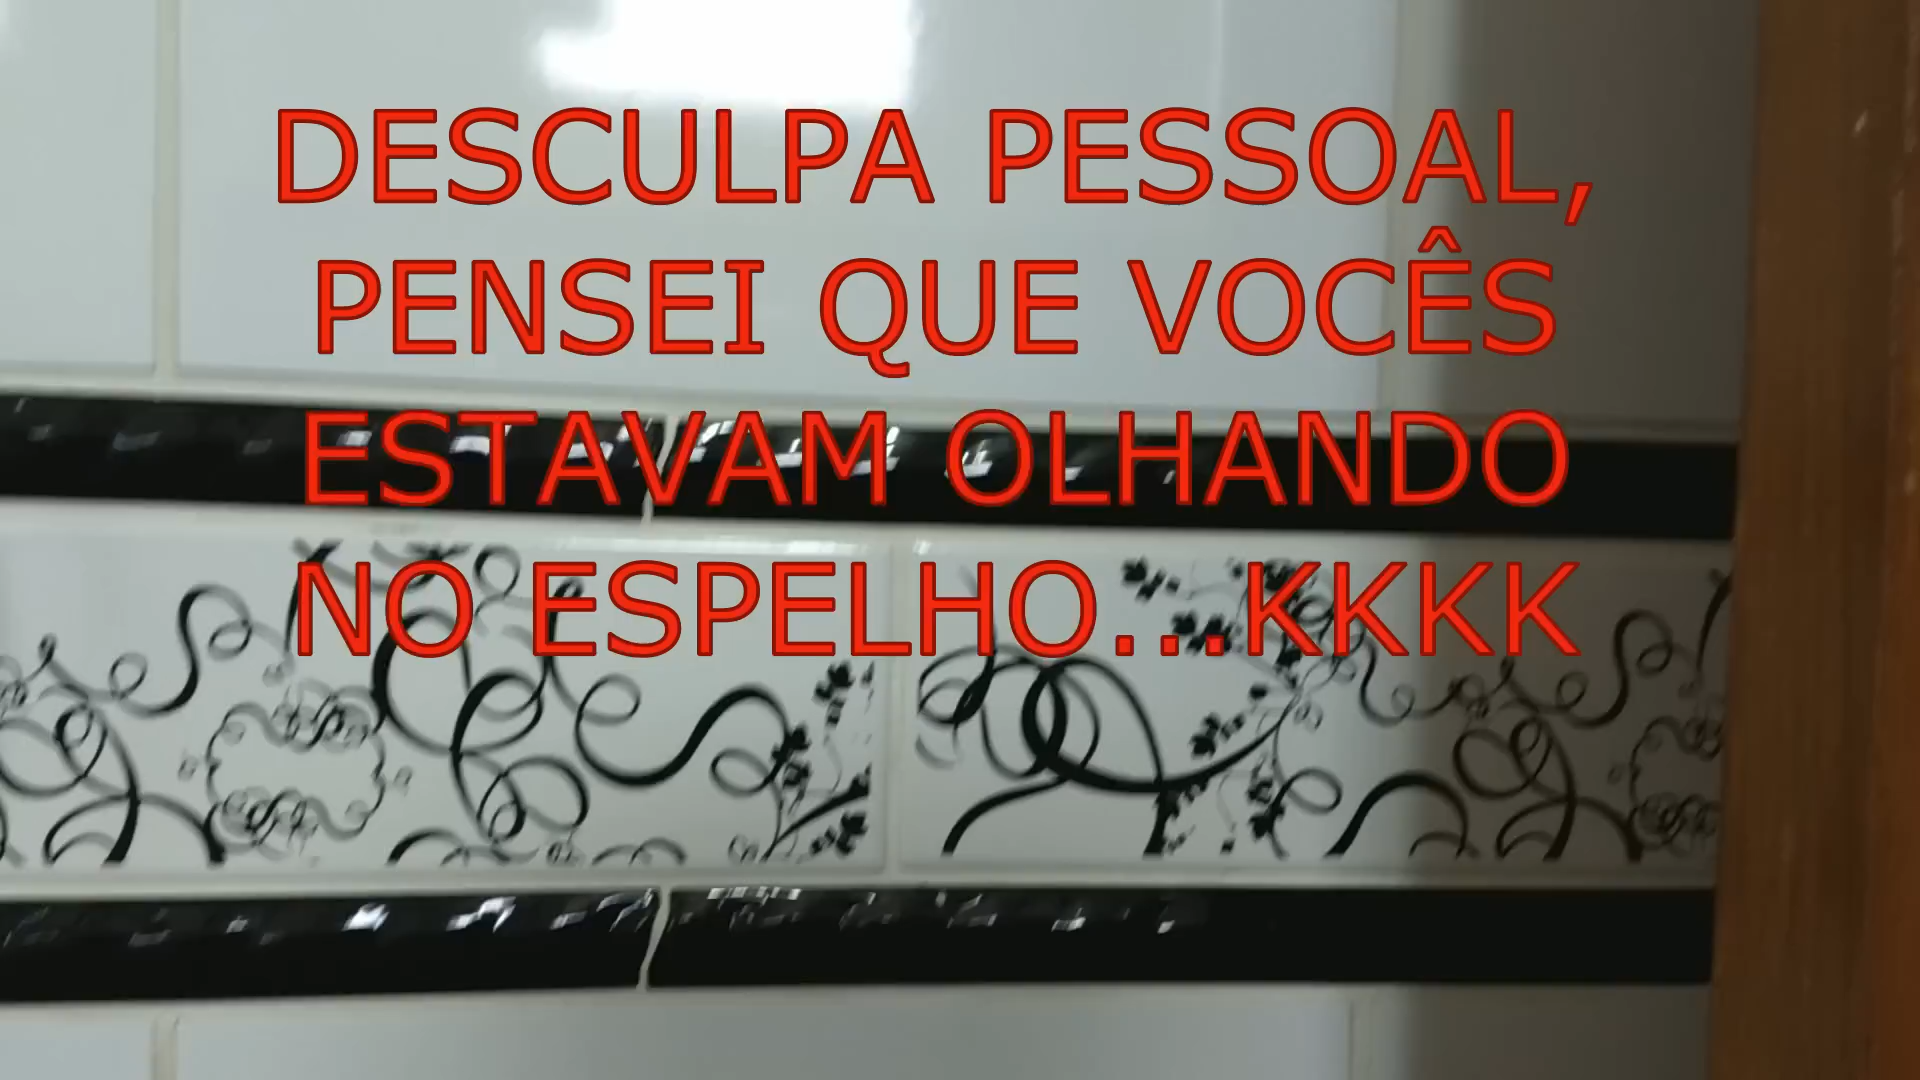 DESCULPA PESSOAL,
PENSEI QUE VOCÊS
ESTAVAM OLHANDO
NO ESPELHO...KKKK